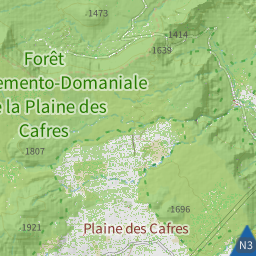 1473
1414
1639
Forêt
emento-Domaniale
e la Plaine des
Cafres
1807
1696
1921
Plaine des Cafres
N3